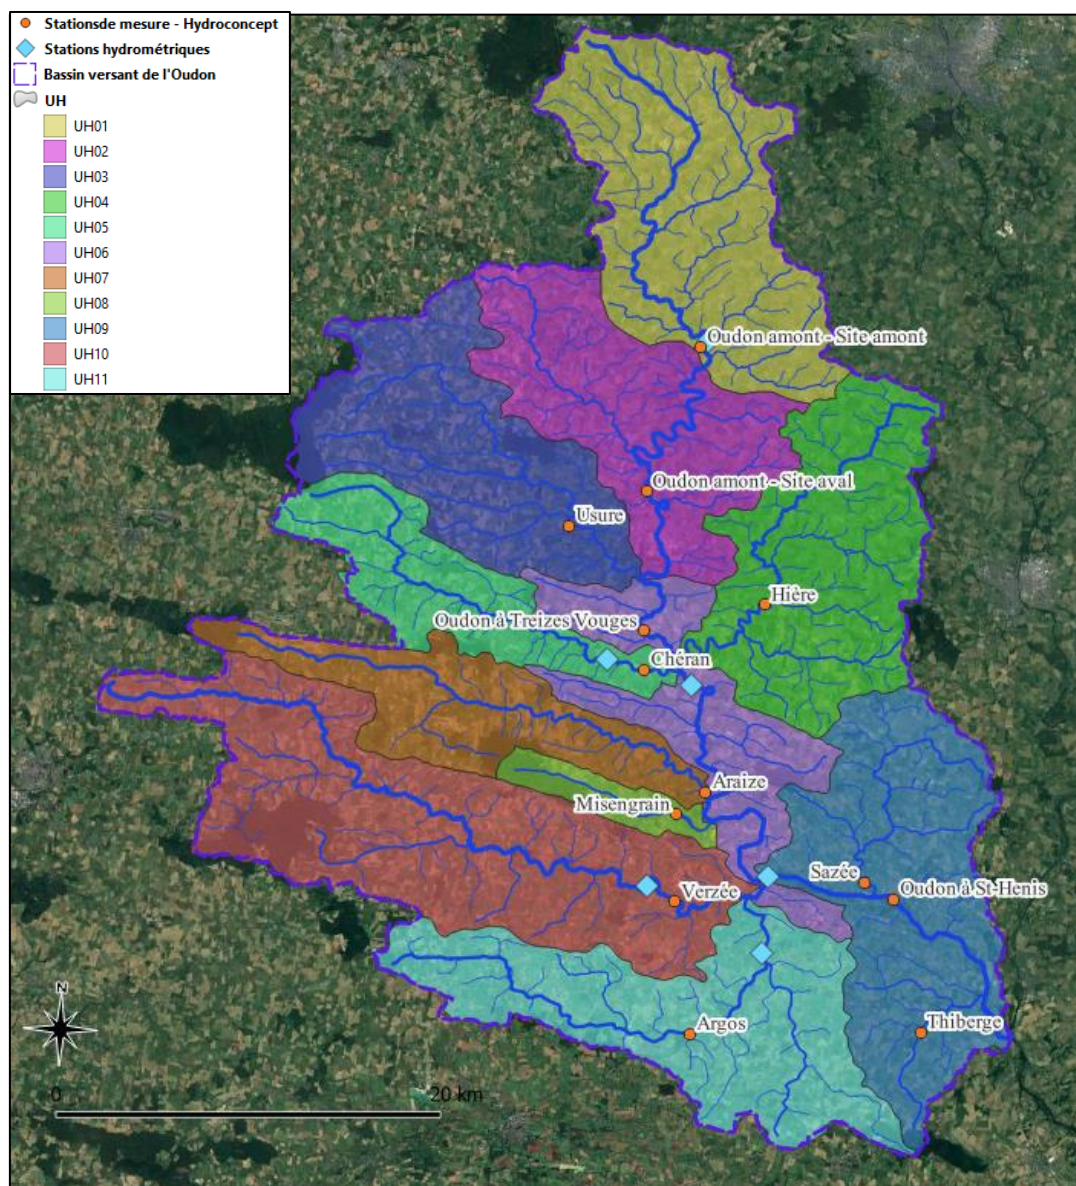 Stationsde mesure - Hydroconcept
Stations hydrométriques
Bassin versant de l'Oudon
UH
UH01
UH02
UH03
UH04
UH05
UH06
UH07
UH08
UH09
UH10
UH11
Oudon amont - Site amont
Oudon amont - Site aval
Usure
Hière
Oudon à Treizes Vouges
Chéran
Araize
Misengrain
Sazée
Verzée
Oudon à St-Henis
Argos
Thiberge
N
0 20 km